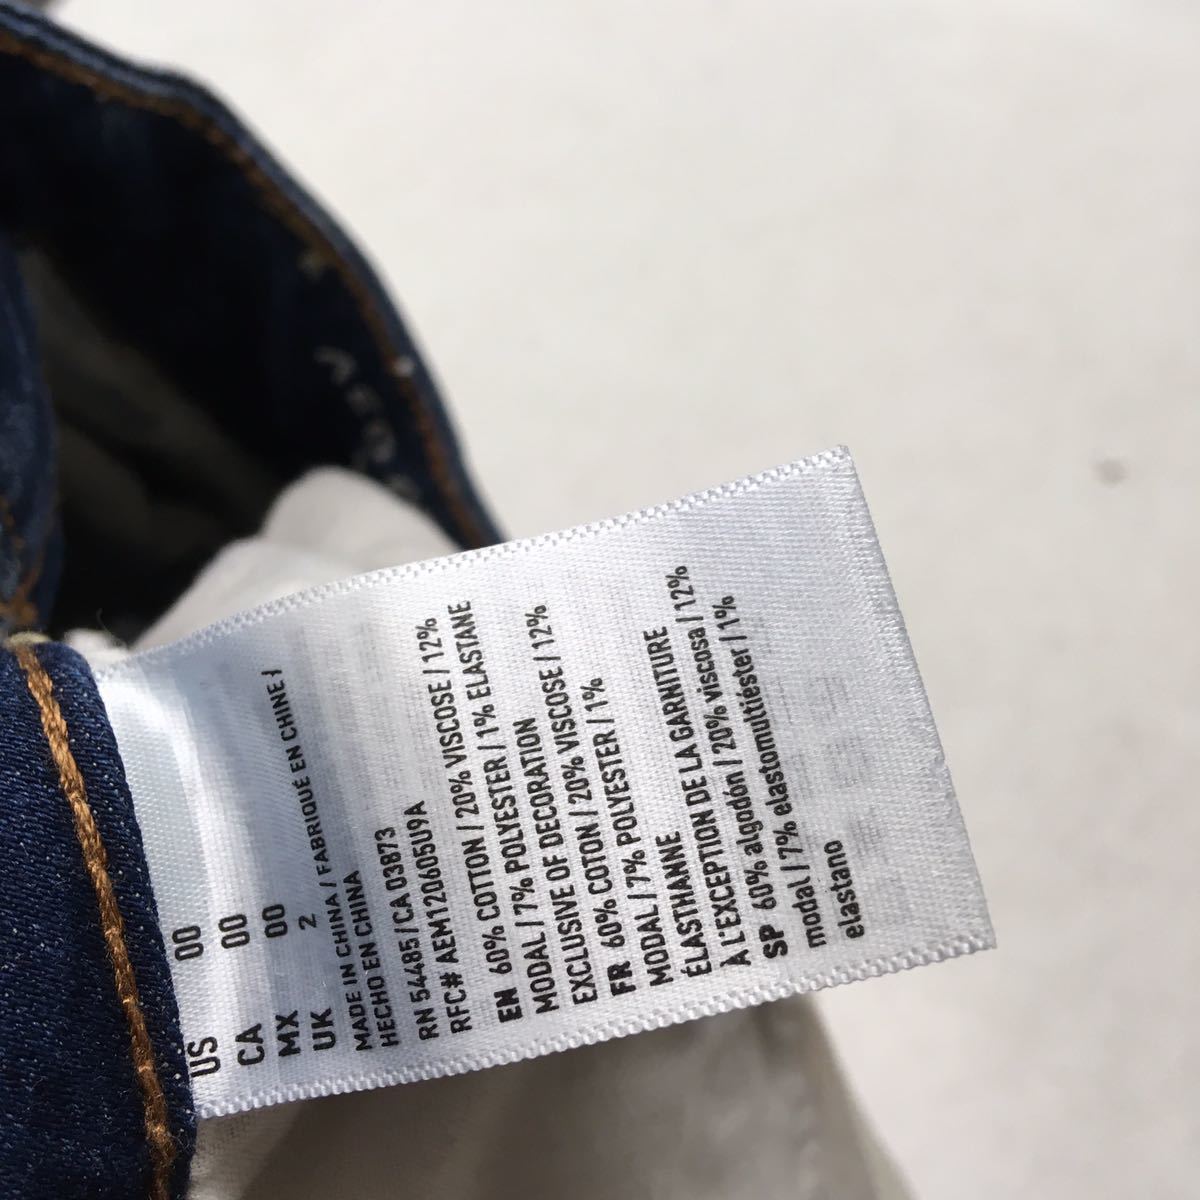 US 00
CA 00
MX 00
UK 2
MADE IN CHINA / FABRIQUÉ EN CHINE /
HECHO EN CHINA
RN 54485 / CA 03873
RFC# AEM120605U9A
EN 60% COTTON / 20% VISCOSE / 12%
MODAL / 7% POLYESTER / 1% ELASTANE
EXCLUSIVE OF DECORATION
FR 60% COTON / 20% VISCOSE / 12%
MODAL / 7% POLYESTER / 1%
ÉLASTHANNE
À L'EXCEPTION DE LA GARNITURE
SP 60% algodón / 20% viscosa / 12%
modal / 7% elastomultiéster / 1%
elastano